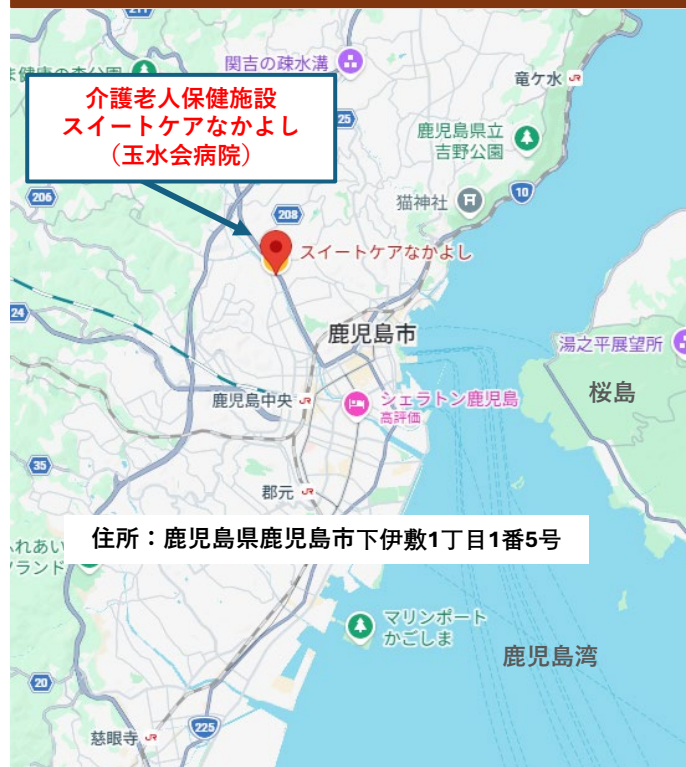 関吉の疎水溝
竜ケ水
介護老人保健施設
スイートケアなかよし
（玉水会病院）
25
鹿児島県立
吉野公園
206
10
猫神社
208
スイートケアなかよし
24
鹿児島市
湯之平展望所
桜島
鹿児島中央
シェラトン鹿児島
高評価
35
郡元
住所：鹿児島県鹿児島市下伊敷1丁目1番5号
れあい
ランド
マリンポート
かごしま
鹿児島湾
20
225
慈眼寺